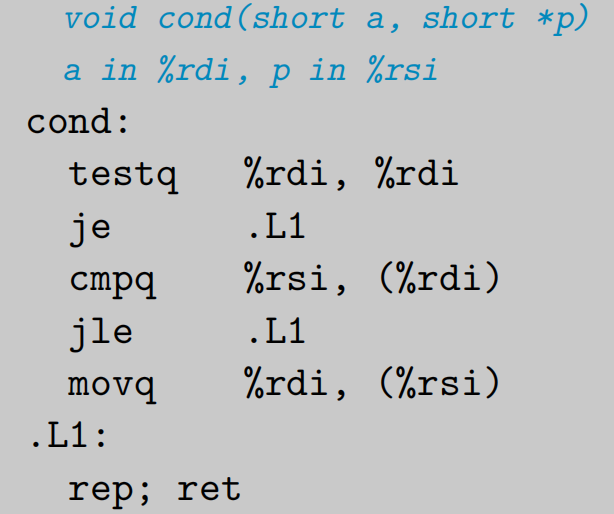 void cond(short a, short *p)
a in %rdi, p in %rsi
cond:
testq %rdi, %rdi
je .L1
cmpq %rsi, (%rdi)
jle .L1
movq %rdi, (%rsi)
.L1:
rep; ret